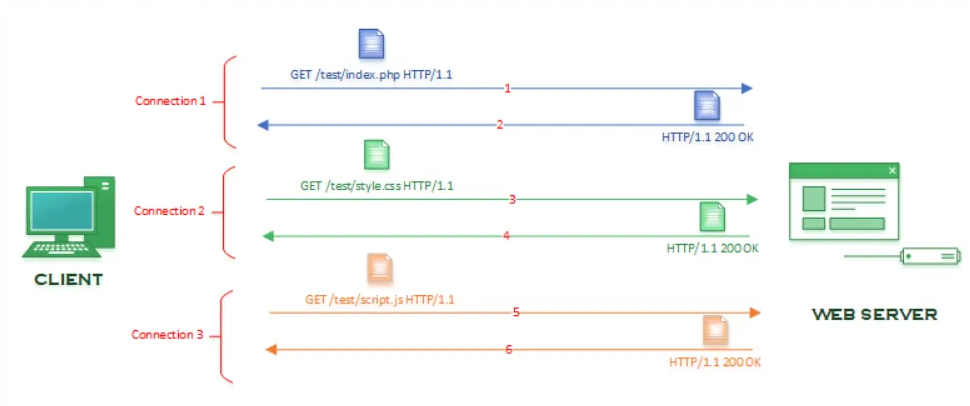 GET /test/index.php HTTP/1.1
1
Connection 1
2
HTTP/1.1 200 OK
GET /test/style.css HTTP/1.1
3
Connection 2
4
HTTP/1.1 200 OK
CLIENT
GET /test/script.js HTTP/1.1
5
WEB SERVER
Connection 3
6
HTTP/1.1 200 OK